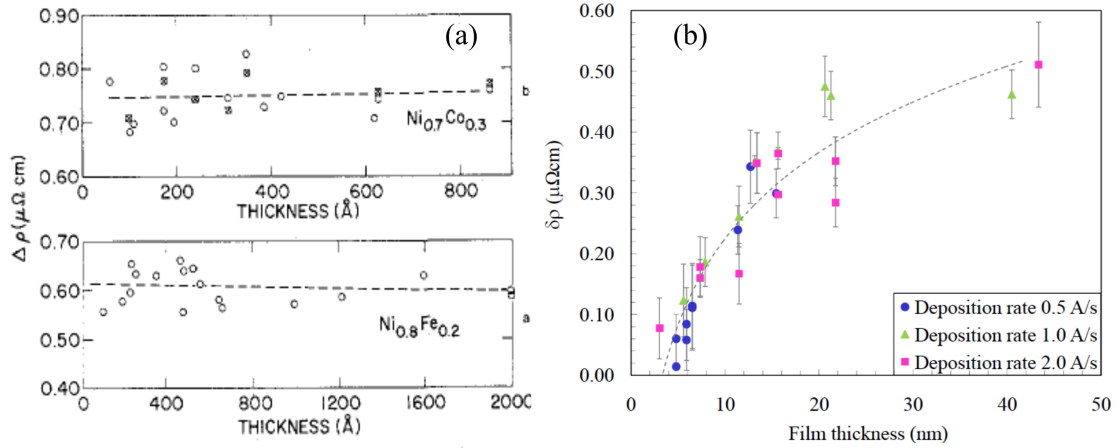 (a)
0.90
0.80
0.70
0.60
Ni0.7Co0.3
b
0
200
400
600
800
THICKNESS (Å)
Δρ (μΩ cm)
0.70
0.60
0.50
0.40
Ni0.8Fe0.2
a
0
400
800
1200
1600
2000
THICKNESS (Å)
(b)
0.60
0.50
0.40
0.30
0.20
0.10
0.00
δρ (μΩcm)
Deposition rate 0.5 A/s
Deposition rate 1.0 A/s
Deposition rate 2.0 A/s
0
10
20
30
40
50
Film thickness (nm)